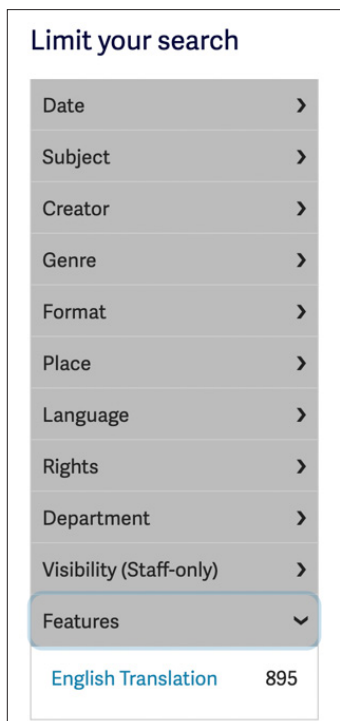 Limit your search
Date
Subject
Creator
Genre
Format
Place
Language
Rights
Department
Visibility (Staff-only)
Features
English Translation 895